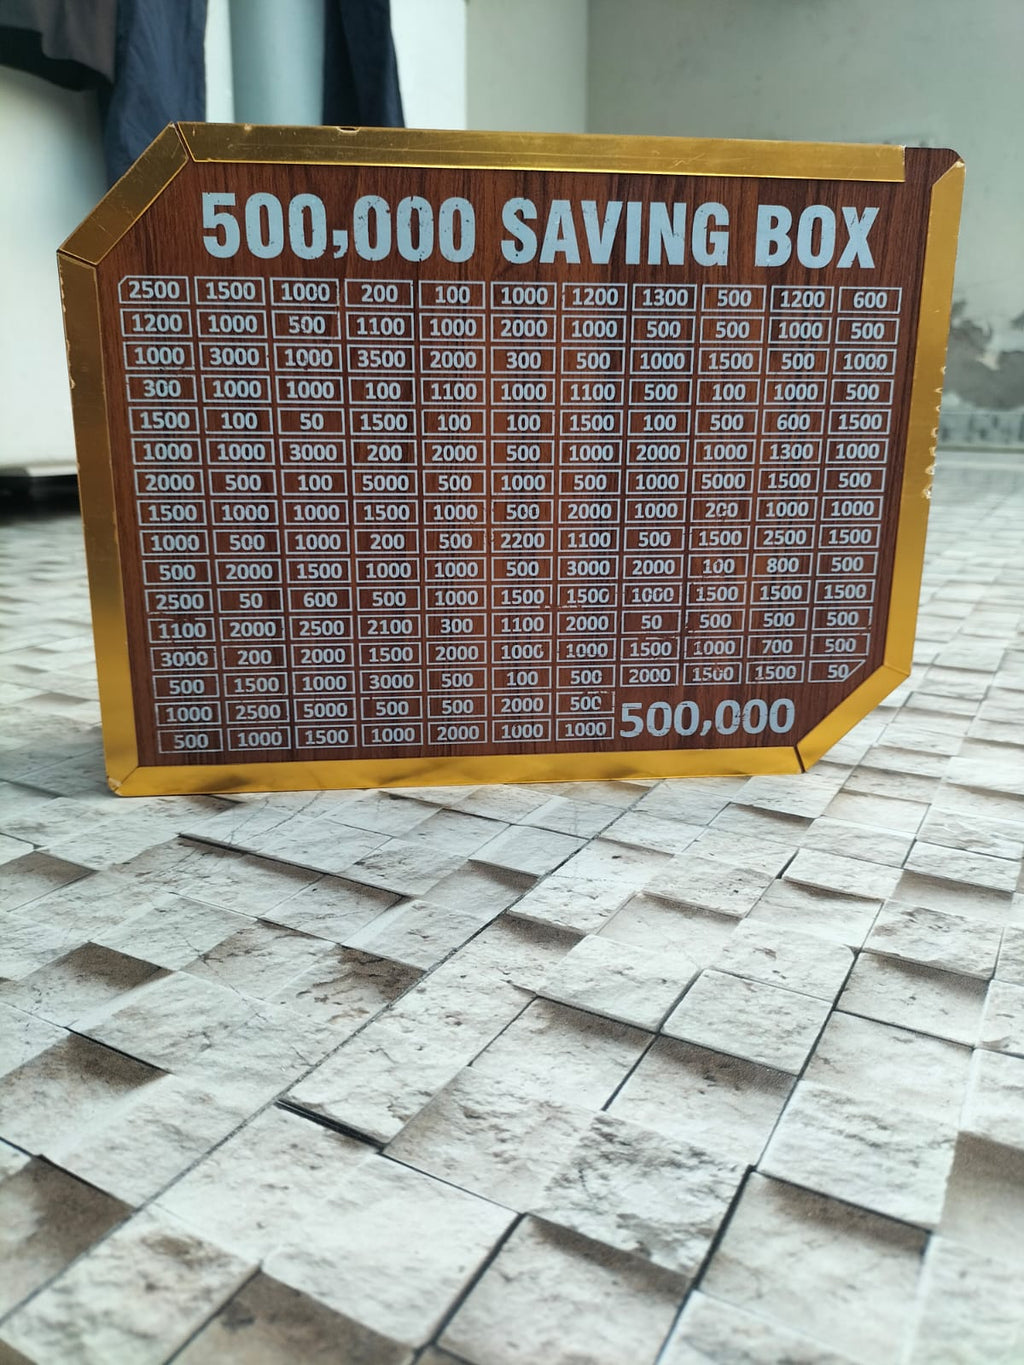 500,000 SAVING BOX
2500 1500 1000 200 100 1000 1200 1300 500 1200 600
1200 1000 500 1100 1000 2000 1000 500 500 1000 500
1000 3000 1000 3500 2000 300 500 1000 1500 500 1000
300 1000 1000 100 1100 1000 1100 500 100 1000 500
1500 100 50 1500 100 100 1500 100 500 600 1500
1000 1000 3000 200 2000 500 1000 2000 1000 1300 1000
2000 500 100 5000 500 1000 500 1000 5000 1500 500
1500 1000 1000 1500 1000 500 2000 1000 200 1000 1000
1000 500 1000 200 500 2200 1100 500 1500 2500 1500
500 2000 1500 1000 1000 500 3000 2000 100 800 500
2500 50 600 500 1000 1500 1500 1000 1500 1500 1500
1100 2000 2500 2100 300 1100 2000 50 500 500 500
3000 200 2000 1500 2000 1000 1000 1500 1000 700 500
500 1500 1000 3000 500 100 500 2000 1500 1500 50
1000 2500 5000 500 500 2000 500
500 1000 1500 1000 2000 1000 1000
500,000